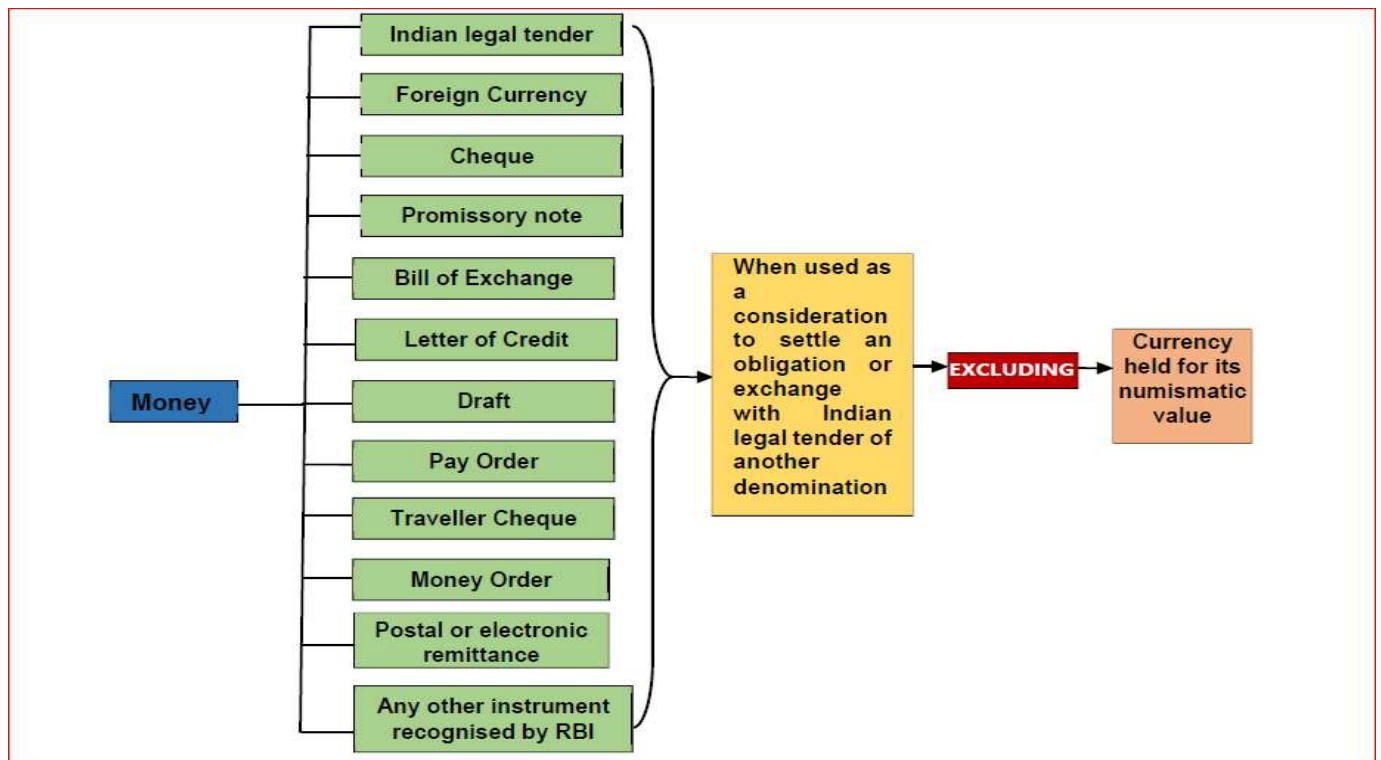 Money
Indian legal tender
Foreign Currency
Cheque
Promissory note
Bill of Exchange
Letter of Credit
Draft
Pay Order
Traveller Cheque
Money Order
Postal or electronic
remittance
Any other instrument
recognised by RBI
When used as
a
consideration
to settle an
obligation or
exchange
with Indian
legal tender of
another
denomination
EXCLUDING
Currency
held for its
numismatic
value